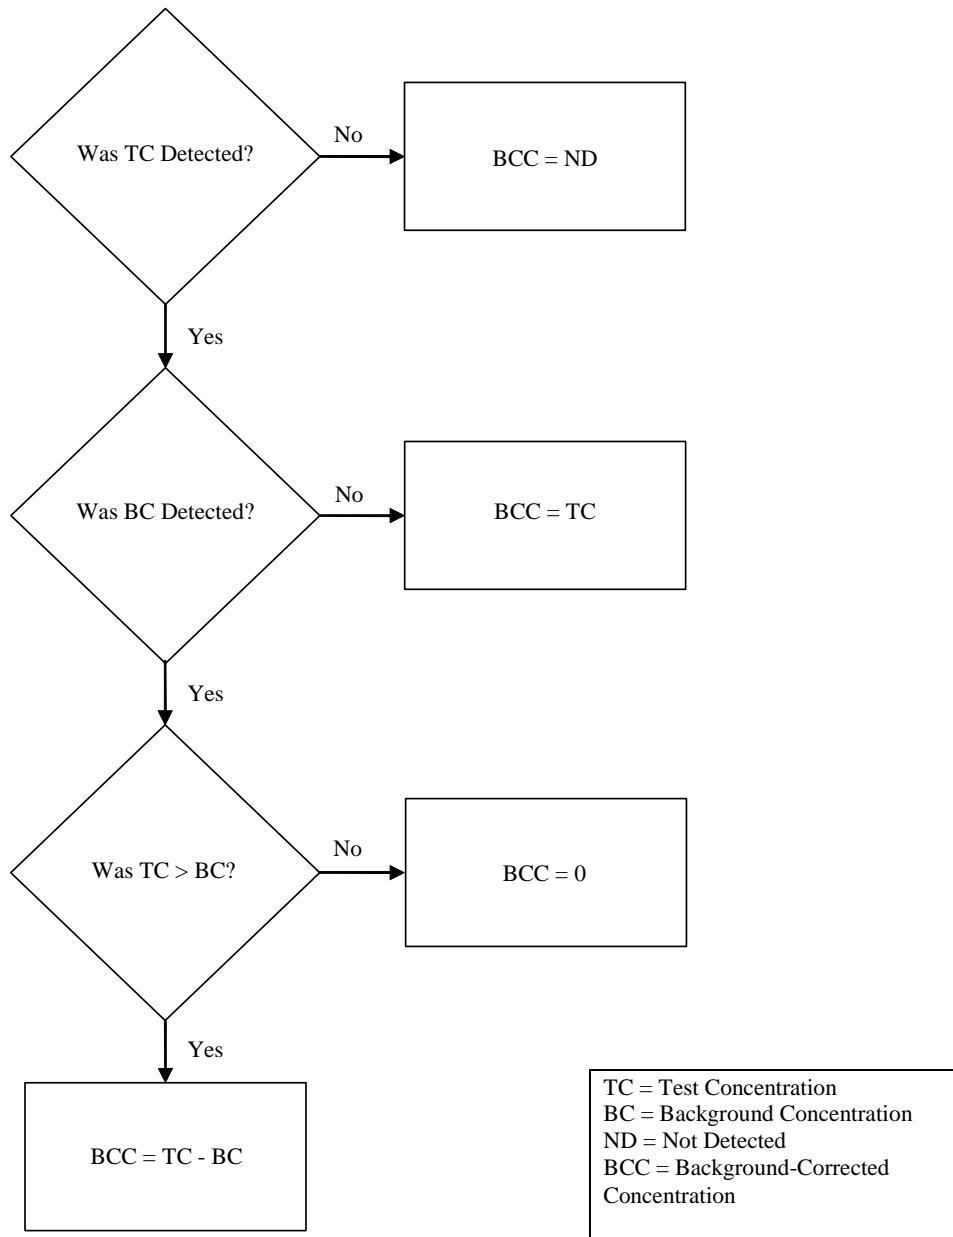 Was TC Detected?
No
BCC = ND
Yes
Was BC Detected?
No
BCC = TC
Yes
Was TC > BC?
No
BCC = 0
Yes
BCC = TC - BC
TC = Test Concentration
BC = Background Concentration
ND = Not Detected
BCC = Background-Corrected
Concentration